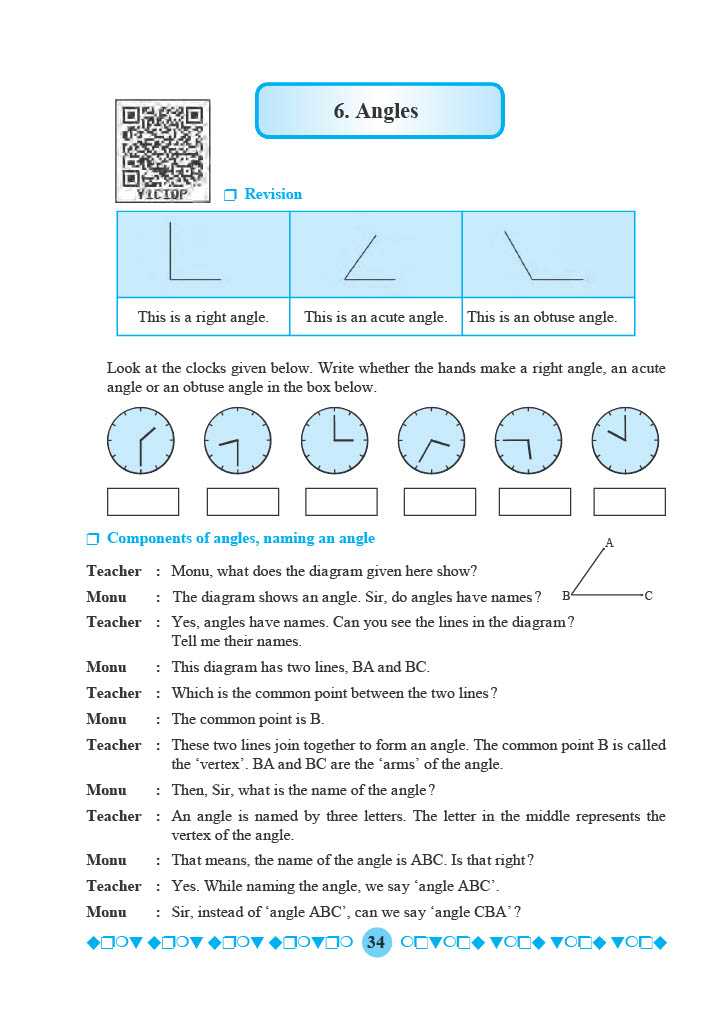 6. Angles
V1C1QP
❒ Revision
This is a right angle.
This is an acute angle.
This is an obtuse angle.
Look at the clocks given below. Write whether the hands make a right angle, an acute
angle or an obtuse angle in the box below.
❒ Components of angles, naming an angle
A
B
C
Teacher : Monu, what does the diagram given here show?
Monu : The diagram shows an angle. Sir, do angles have names?
Teacher : Yes, angles have names. Can you see the lines in the diagram?
Tell me their names.
Monu : This diagram has two lines, BA and BC.
Teacher : Which is the common point between the two lines?
Monu : The common point is B.
Teacher : These two lines join together to form an angle. The common point B is called
the ‘vertex’. BA and BC are the ‘arms’ of the angle.
Monu : Then, Sir, what is the name of the angle?
Teacher : An angle is named by three letters. The letter in the middle represents the
vertex of the angle.
Monu : That means, the name of the angle is ABC. Is that right?
Teacher : Yes. While naming the angle, we say ‘angle ABC’.
Monu : Sir, instead of ‘angle ABC’, can we say ‘angle CBA’?
34